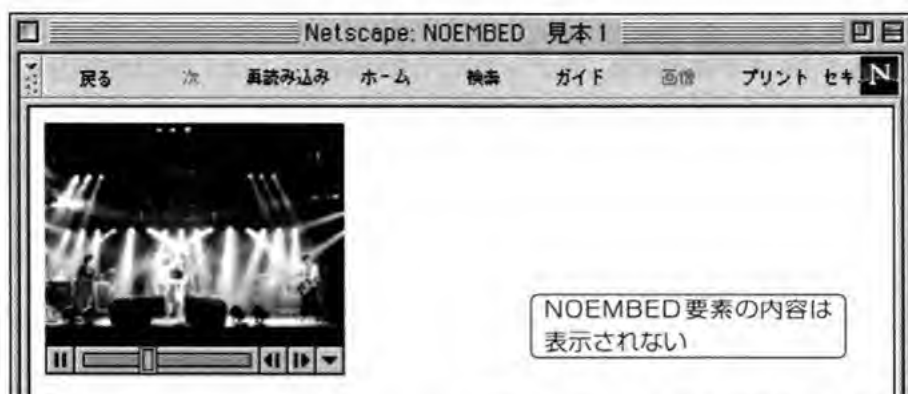 Netscape: NOEMBED 見本1
戻る 次 再読み込み ホーム 検索 ガイド 画像 プリント セキ N
NOEMBED要素の内容は
表示されない